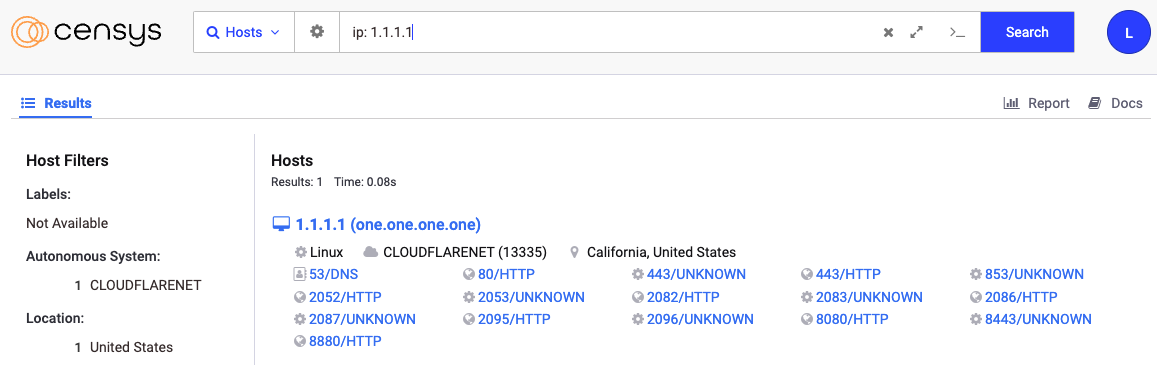 censys
Hosts
ip: 1.1.1.1
Search
L
Results
Report
Docs
Host Filters
Labels:
Not Available
Autonomous System:
1 CLOUDFLARENET
Location:
1 United States
Hosts
Results: 1 Time: 0.08s
1.1.1.1 (one.one.one.one)
Linux CLOUDFLARENET (13335) California, United States
53/DNS 80/HTTP 443/UNKNOWN 443/HTTP 853/UNKNOWN
2052/HTTP 2053/UNKNOWN 2082/HTTP 2083/UNKNOWN 2086/HTTP
2087/UNKNOWN 2095/HTTP 2096/UNKNOWN 8080/HTTP 8443/UNKNOWN
8880/HTTP